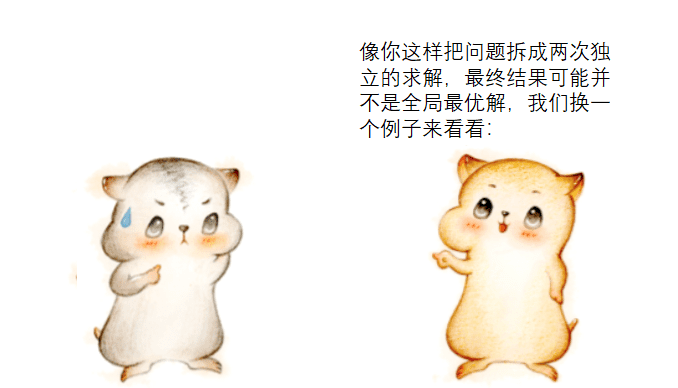 像你这样把问题拆成两次独
立的求解，最终结果可能并
不是全局最优解，我们换一
个例子来看看：